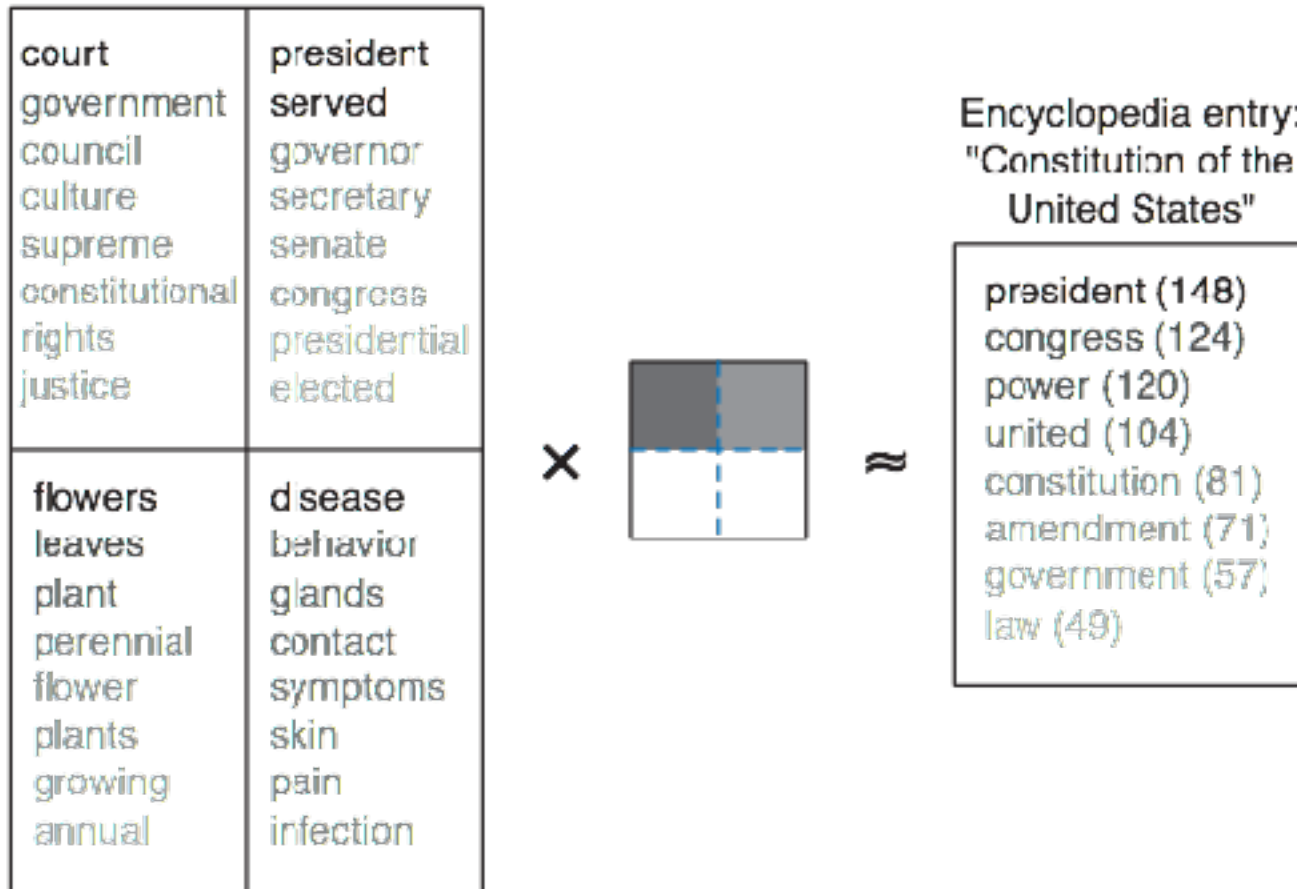 court
government
council
culture
supreme
constitutional
rights
justice
president
served
governor
secretary
senate
congress
presidential
elected
flowers
leaves
plant
perennial
flower
plants
growing
annual
disease
behavior
glands
contact
symptoms
skin
pain
infection
×
≈
Encyclopedia entry:
"Constitution of the
United States"
president (148)
congress (124)
power (120)
united (104)
constitution (81)
amendment (71)
government (57)
law (49)